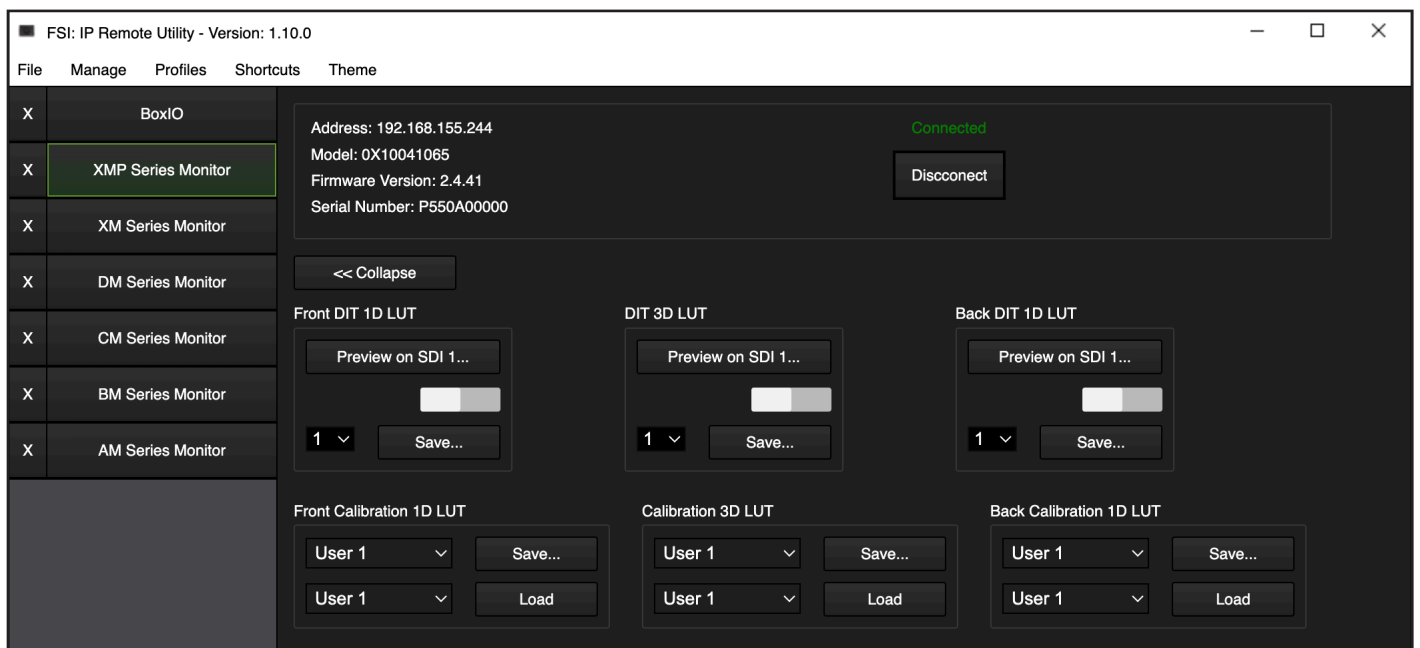 FSI: IP Remote Utility - Version: 1.10.0
File Manage Profiles Shortcuts Theme
X BoxIO
X XMP Series Monitor
X XM Series Monitor
X DM Series Monitor
X CM Series Monitor
X BM Series Monitor
X AM Series Monitor
Address: 192.168.155.244
Model: 0X10041065
Firmware Version: 2.4.41
Serial Number: P550A00000
Connected
Discconect
<< Collapse
Front DIT 1D LUT
Preview on SDI 1...
1 Save...
DIT 3D LUT
Preview on SDI 1...
1 Save...
Back DIT 1D LUT
Preview on SDI 1...
1 Save...
Front Calibration 1D LUT
User 1 Save...
User 1 Load
Calibration 3D LUT
User 1 Save...
User 1 Load
Back Calibration 1D LUT
User 1 Save...
User 1 Load